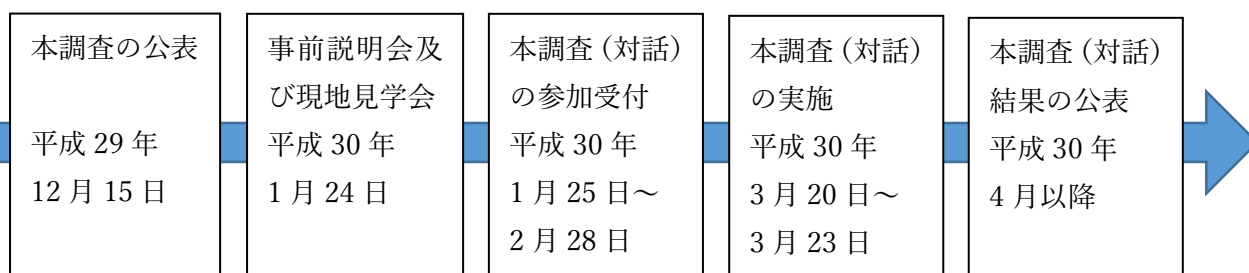 本調査の公表
平成 29 年
12 月 15 日
事前説明会及
び現地見学会
平成 30 年
1 月 24 日
本調査（対話）
の参加受付
平成 30 年
1 月 25 日～
2 月 28 日
本調査（対話）
の実施
平成 30 年
3 月 20 日～
3 月 23 日
本調査（対話）
結果の公表
平成 30 年
4 月以降